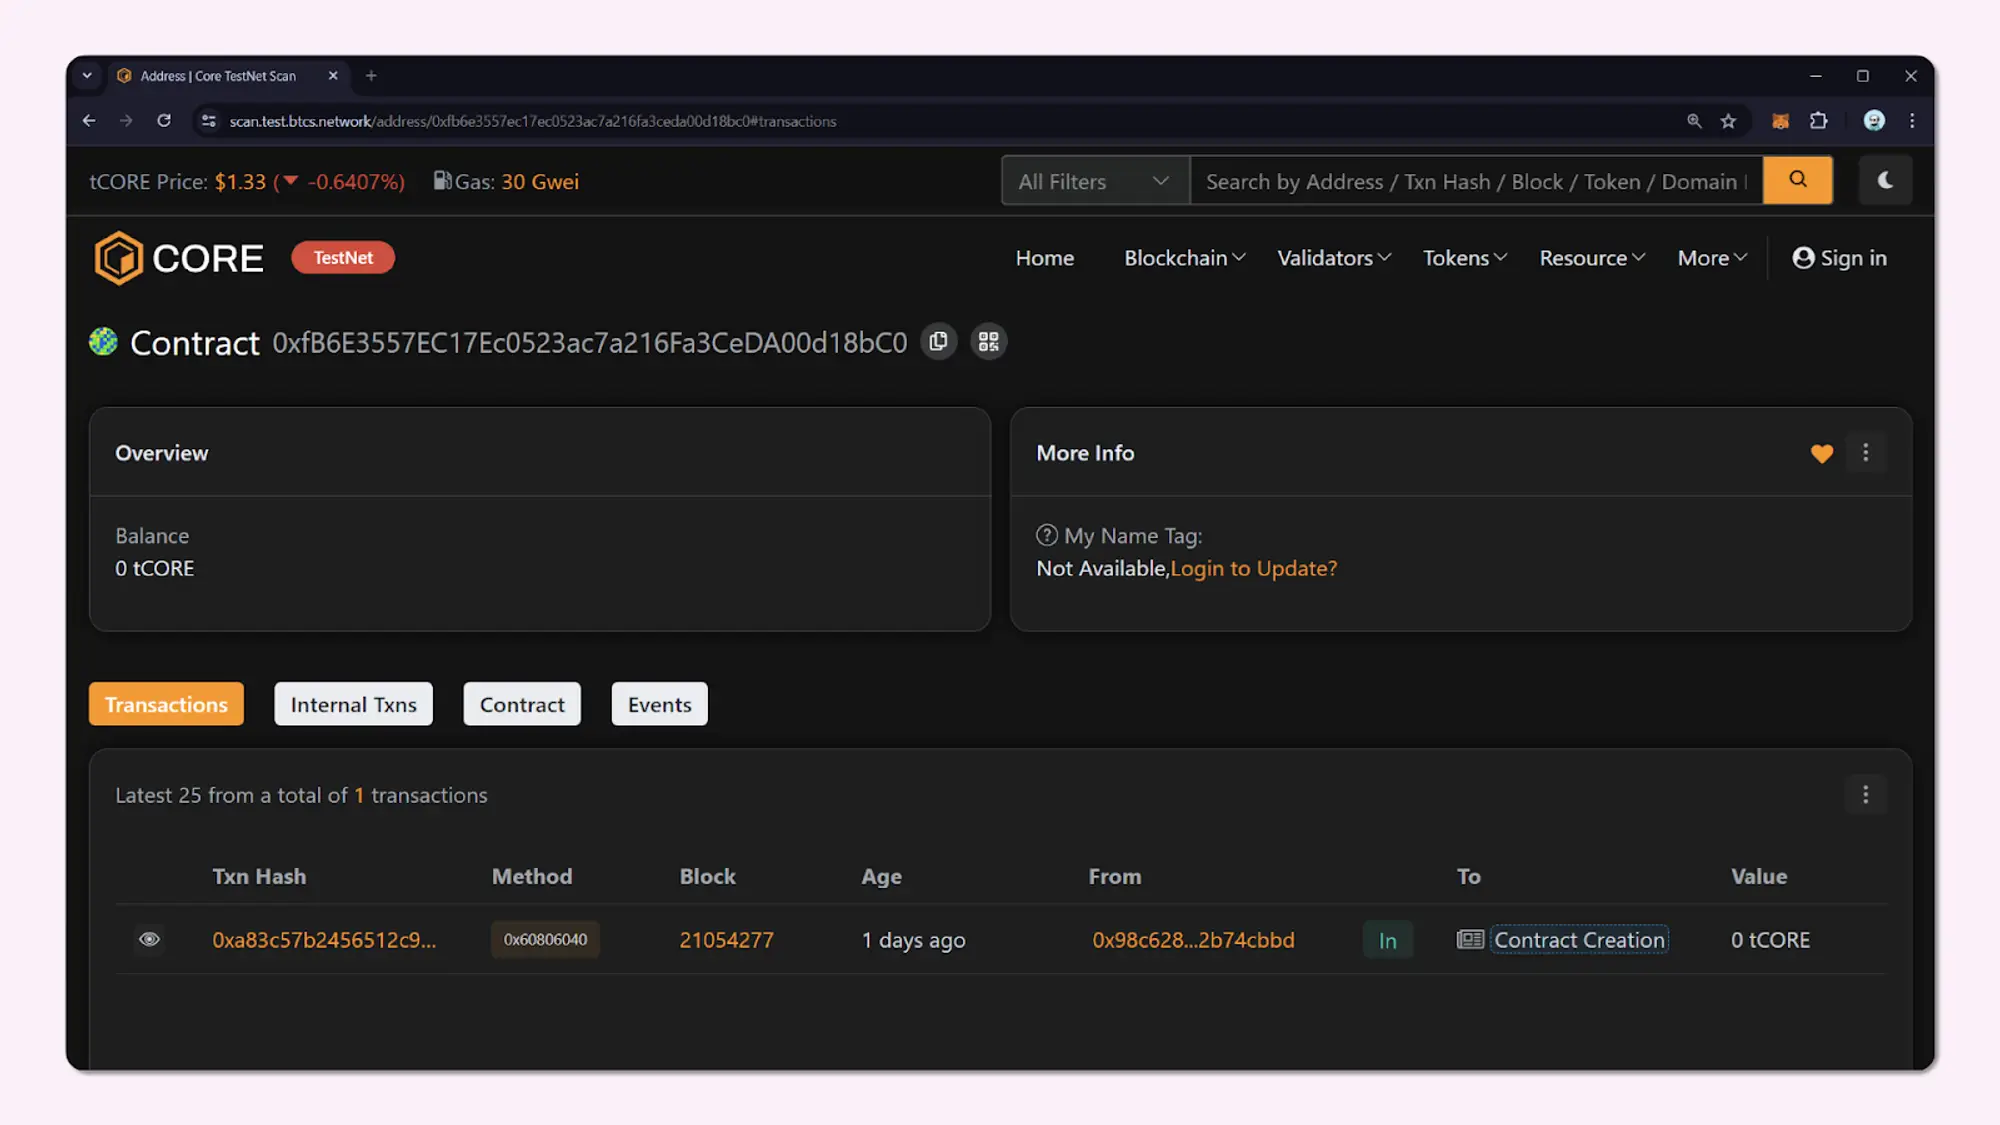 Address | Core TestNet Scan
scan.test.btcs.network/address/0xfb6e3557ec17ec0523ac7a216fa3ceda00d18bc0#transactions
tCORE Price: $1.33 ( -0.6407%) Gas: 30 Gwei
All Filters
Search by Address / Txn Hash / Block / Token / Domain
CORE TestNet
Home Blockchain Validators Tokens Resource More Sign in
Contract 0xfB6E3557EC17Ec0523ac7a216Fa3CeDA00d18bC0
Overview
Balance
0 tCORE
More Info
My Name Tag:
Not Available,Login to Update?
Transactions Internal Txns Contract Events
Latest 25 from a total of 1 transactions
Txn Hash Method Block Age From To Value
0xa83c57b2456512c9... 0x60806040 21054277 1 days ago 0x98c628...2b74cbbd In Contract Creation 0 tCORE